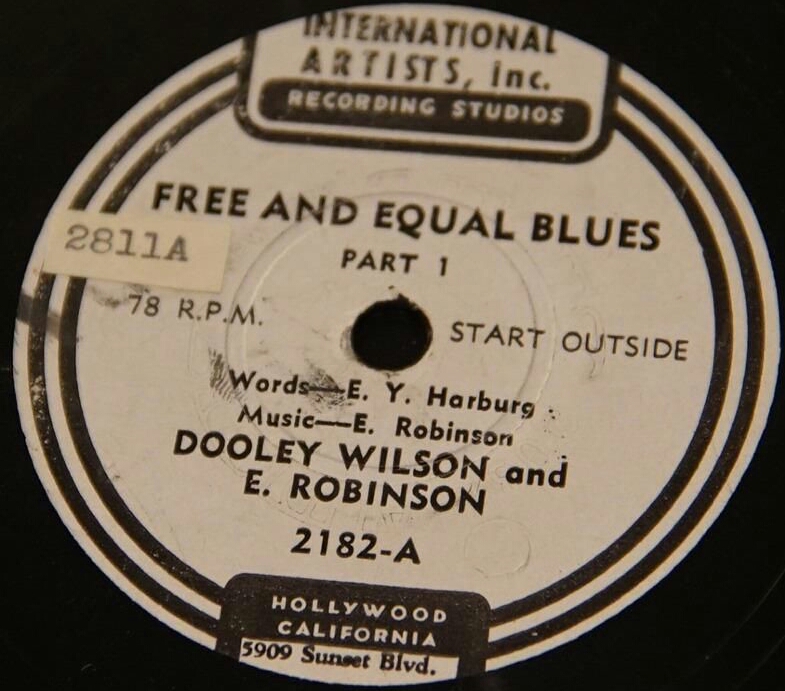 INTERNATIONAL
ARTISTS, inc.
RECORDING STUDIOS
FREE AND EQUAL BLUES
2811A
PART 1
78 R.P.M.
START OUTSIDE
Words—E. Y. Harburg
Music—E. Robinson
DOOLEY WILSON and
E. ROBINSON
2182-A
HOLLYWOOD
CALIFORNIA
5909 Sunset Blvd.